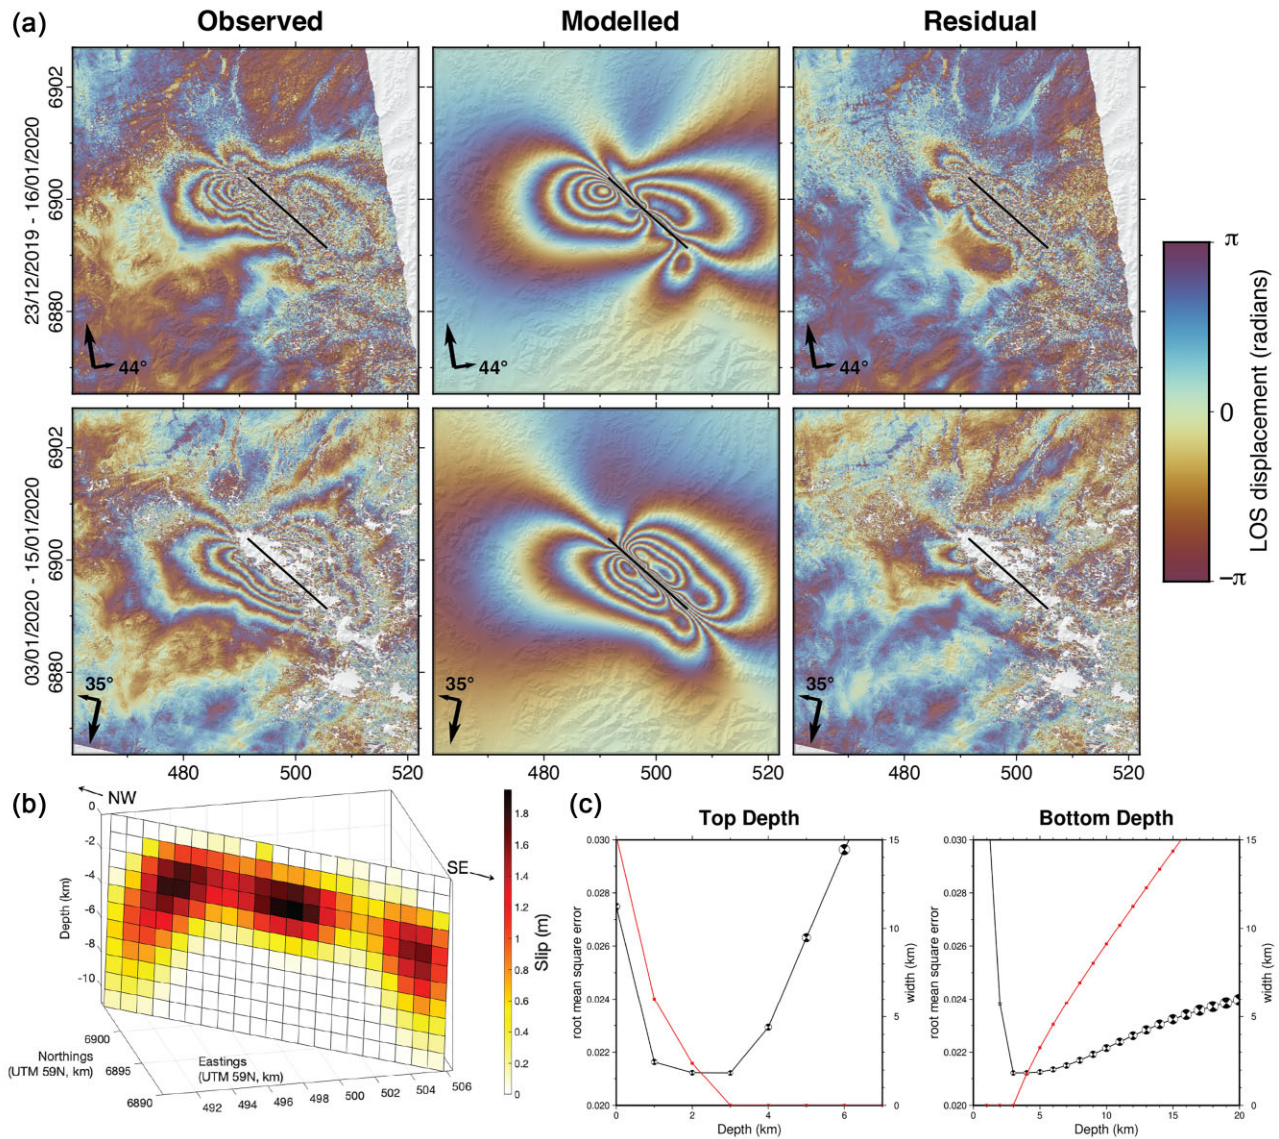 (a)
Observed
Modelled
Residual
23/12/2019 - 16/01/2020
6902
6900
6880
44°
44°
44°
03/01/2020 - 15/01/2020
6902
6900
6880
35°
35°
35°
480
500
520
480
500
520
480
500
520
π
0
−π
LOS displacement (radians)
(b)
NW
SE
0
-2
-4
-6
-8
-10
Depth (km)
6900
6895
6890
Northings
(UTM 59N, km)
Eastings
(UTM 59N, km)
492
494
496
498
500
502
504
506
1.8
1.6
1.4
1.2
1
0.8
0.6
0.4
0.2
0
Slip (m)
(c)
Top Depth
0.030
0.028
0.026
0.024
0.022
0.020
root mean square error
15
10
5
0
width (km)
0
2
4
6
Depth (km)
Bottom Depth
0.030
0.028
0.026
0.024
0.022
0.020
root mean square error
15
10
5
0
width (km)
0
5
10
15
20
Depth (km)